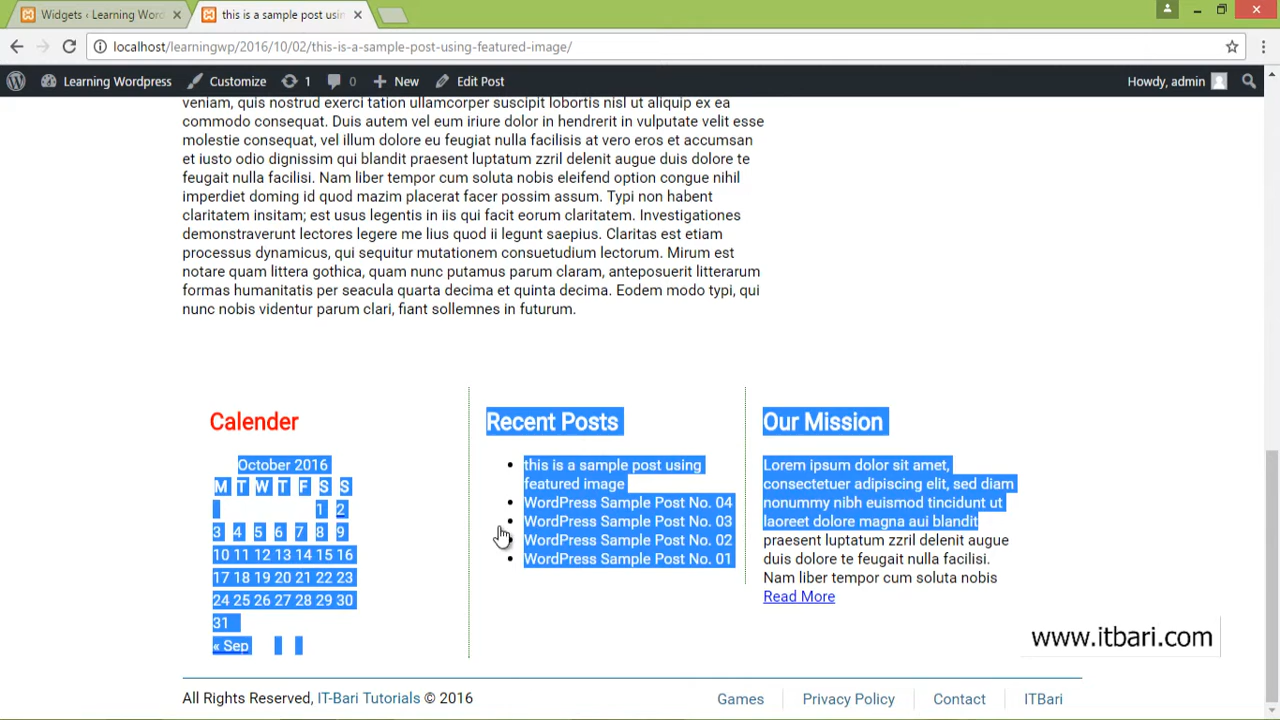 Widgets ‹ Learning Word
this is a sample post usin
localhost/learningwp/2016/10/02/this-is-a-sample-post-using-featured-image/
Learning Wordpress Customize 1 0 New Edit Post Howdy, admin
veniam, quis nostrud exerci tation ullamcorper suscipit lobortis nisl ut aliquip ex ea
commodo consequat. Duis autem vel eum iriure dolor in hendrerit in vulputate velit esse
molestie consequat, vel illum dolore eu feugiat nulla facilisis at vero eros et accumsan
et iusto odio dignissim qui blandit praesent luptatum zzril delenit augue duis dolore te
feugait nulla facilisi. Nam liber tempor cum soluta nobis eleifend option congue nihil
imperdiet doming id quod mazim placerat facer possim assum. Typi non habent
claritatem insitam; est usus legentis in iis qui facit eorum claritatem. Investigationes
demonstraverunt lectores legere me lius quod ii legunt saepius. Claritas est etiam
processus dynamicus, qui sequitur mutationem consuetudium lectorum. Mirum est
notare quam littera gothica, quam nunc putamus parum claram, anteposuerit litterarum
formas humanitatis per seacula quarta decima et quinta decima. Eodem modo typi, qui
nunc nobis videntur parum clari, fiant sollemnes in futurum.
Calender
October 2016
M T W T F S S
1 2
3 4 5 6 7 8 9
10 11 12 13 14 15 16
17 18 19 20 21 22 23
24 25 26 27 28 29 30
31
« Sep
Recent Posts
this is a sample post using
featured image
WordPress Sample Post No. 04
WordPress Sample Post No. 03
WordPress Sample Post No. 02
WordPress Sample Post No. 01
Our Mission
Lorem ipsum dolor sit amet,
consectetuer adipiscing elit, sed diam
nonummy nibh euismod tincidunt ut
laoreet dolore magna aui blandit
praesent luptatum zzril delenit augue
duis dolore te feugait nulla facilisi.
Nam liber tempor cum soluta nobis
Read More
www.itbari.com
All Rights Reserved, IT-Bari Tutorials © 2016
Games Privacy Policy Contact ITBari